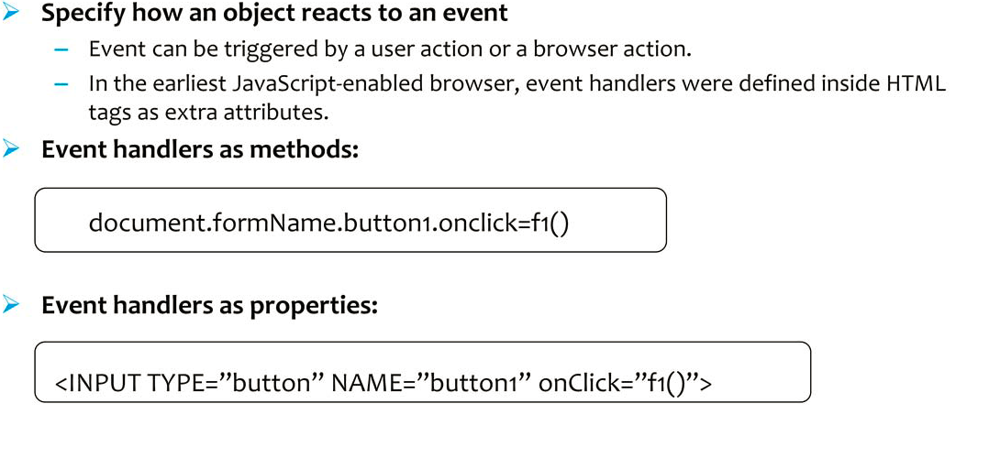 Specify how an object reacts to an event
– Event can be triggered by a user action or a browser action.
– In the earliest JavaScript-enabled browser, event handlers were defined inside HTML
tags as extra attributes.
Event handlers as methods:
document.formName.button1.onclick=f1()
Event handlers as properties:
<INPUT TYPE=”button” NAME=”button1” onClick=”f1()”>